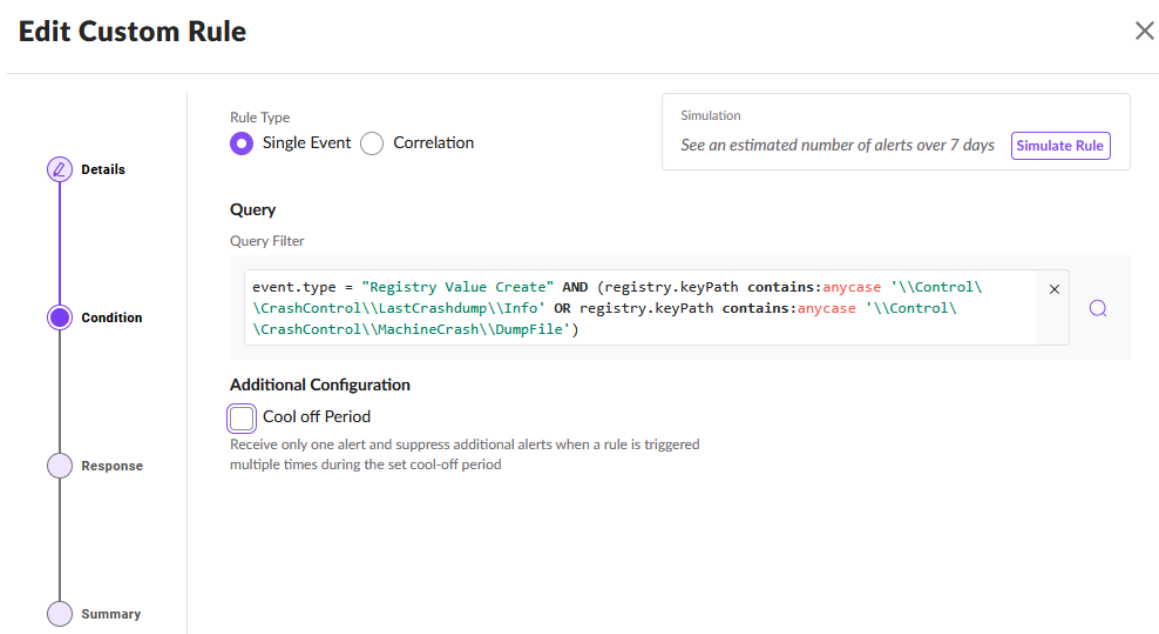 Edit Custom Rule
Rule Type
Single Event
Correlation
Simulation
See an estimated number of alerts over 7 days
Simulate Rule
Details
Query
Query Filter
event.type = "Registry Value Create" AND (registry.keyPath contains:anycase '\\Control\
\CrashControl\\LastCrashdump\\Info' OR registry.keyPath contains:anycase '\\Control\
\CrashControl\\MachineCrash\\DumpFile')
Condition
Additional Configuration
Cool off Period
Receive only one alert and suppress additional alerts when a rule is triggered
multiple times during the set cool-off period
Response
Summary